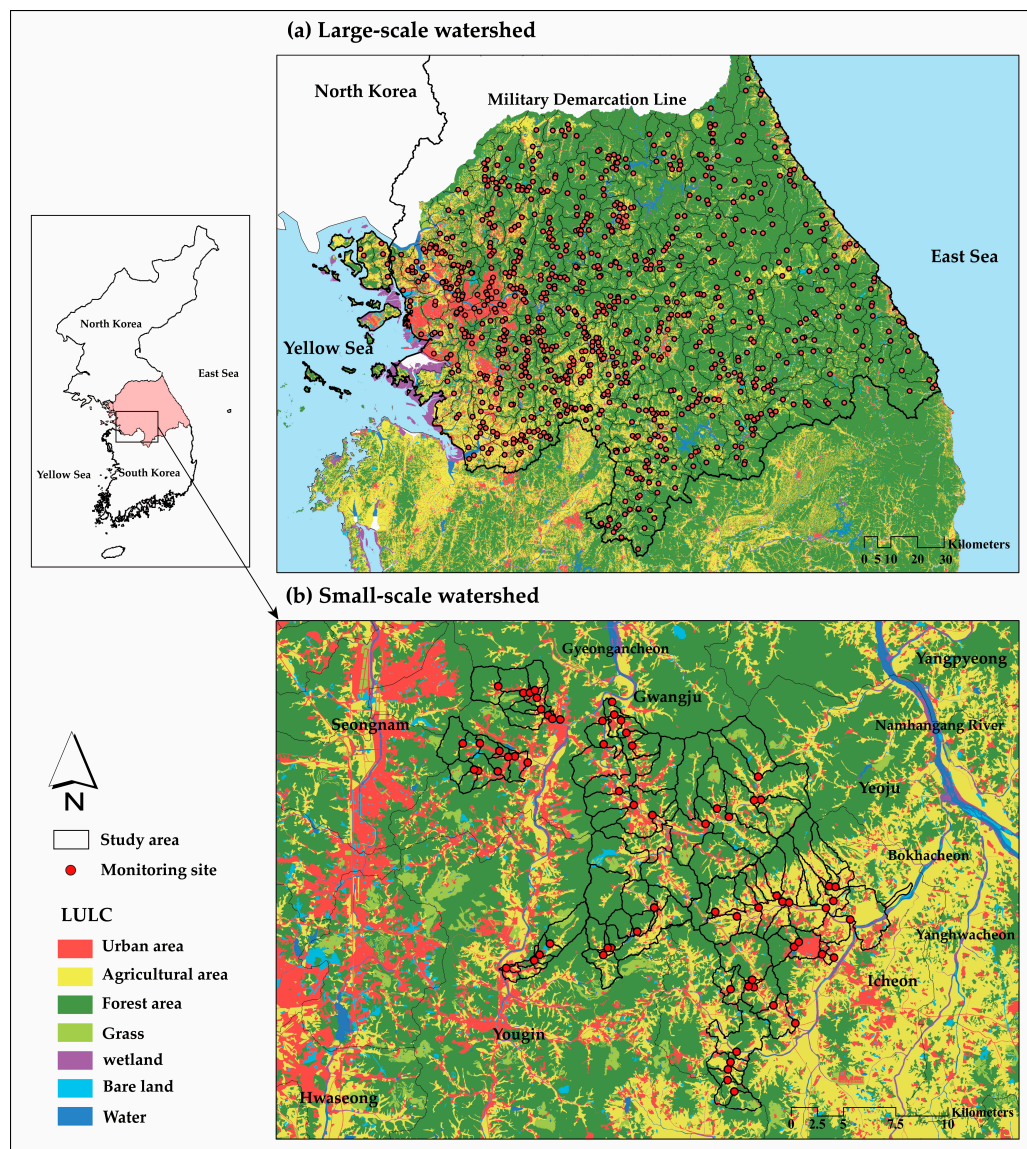 (a) Large-scale watershed
North Korea
Military Demarcation Line
East Sea
Yellow Sea
Kilometers
0 5 10 20 30
North Korea
East Sea
Yellow Sea
South Korea
(b) Small-scale watershed
Gyeongancheon
Yangpyeong
Gwangju
Seongnam
Namhangang River
Yeoju
Bokhacheon
Yanghwacheon
Icheon
Yougin
Hwaseong
Kilometers
0 2.5 5 7.5 10
N
Study area
Monitoring site
LULC
Urban area
Agricultural area
Forest area
Grass
wetland
Bare land
Water